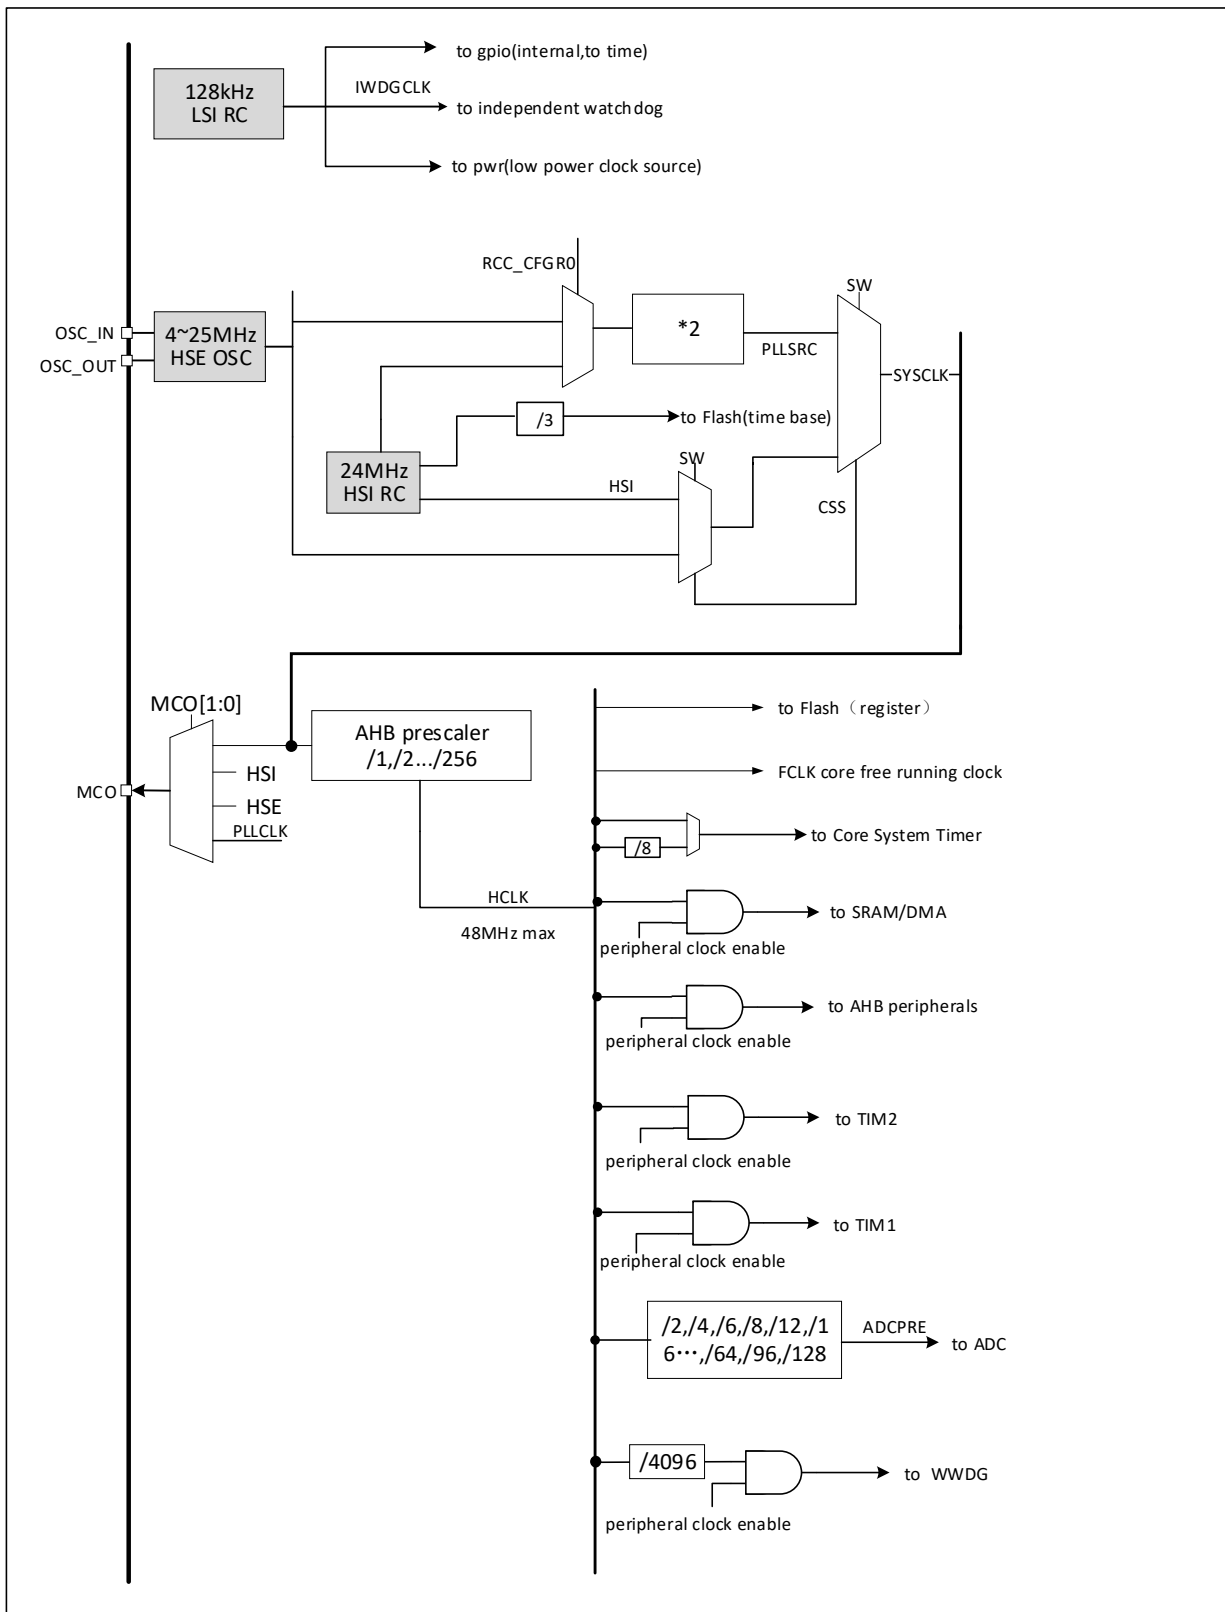 to gpio(internal,to time)
128kHz
LSI RC
IWDGCLK
to independent watchdog
to pwr(low power clock source)
RCC_CFGR0
SW
OSC_IN
OSC_OUT
4~25MHz
HSE OSC
*2
PLLSRC
SYSCLK
/3
to Flash(time base)
24MHz
HSI RC
HSI
SW
CSS
MCO[1:0]
AHB prescaler
/1,/2.../256
HSI
HSE
PLLCLK
MCO
HCLK
48MHz max
to Flash（register）
FCLK core free running clock
/8
to Core System Timer
to SRAM/DMA
peripheral clock enable
to AHB peripherals
peripheral clock enable
to TIM2
peripheral clock enable
to TIM1
peripheral clock enable
/2,/4,/6,/8,/12,/1
6···,/64,/96,/128
ADCPRE
to ADC
/4096
to WWDG
peripheral clock enable